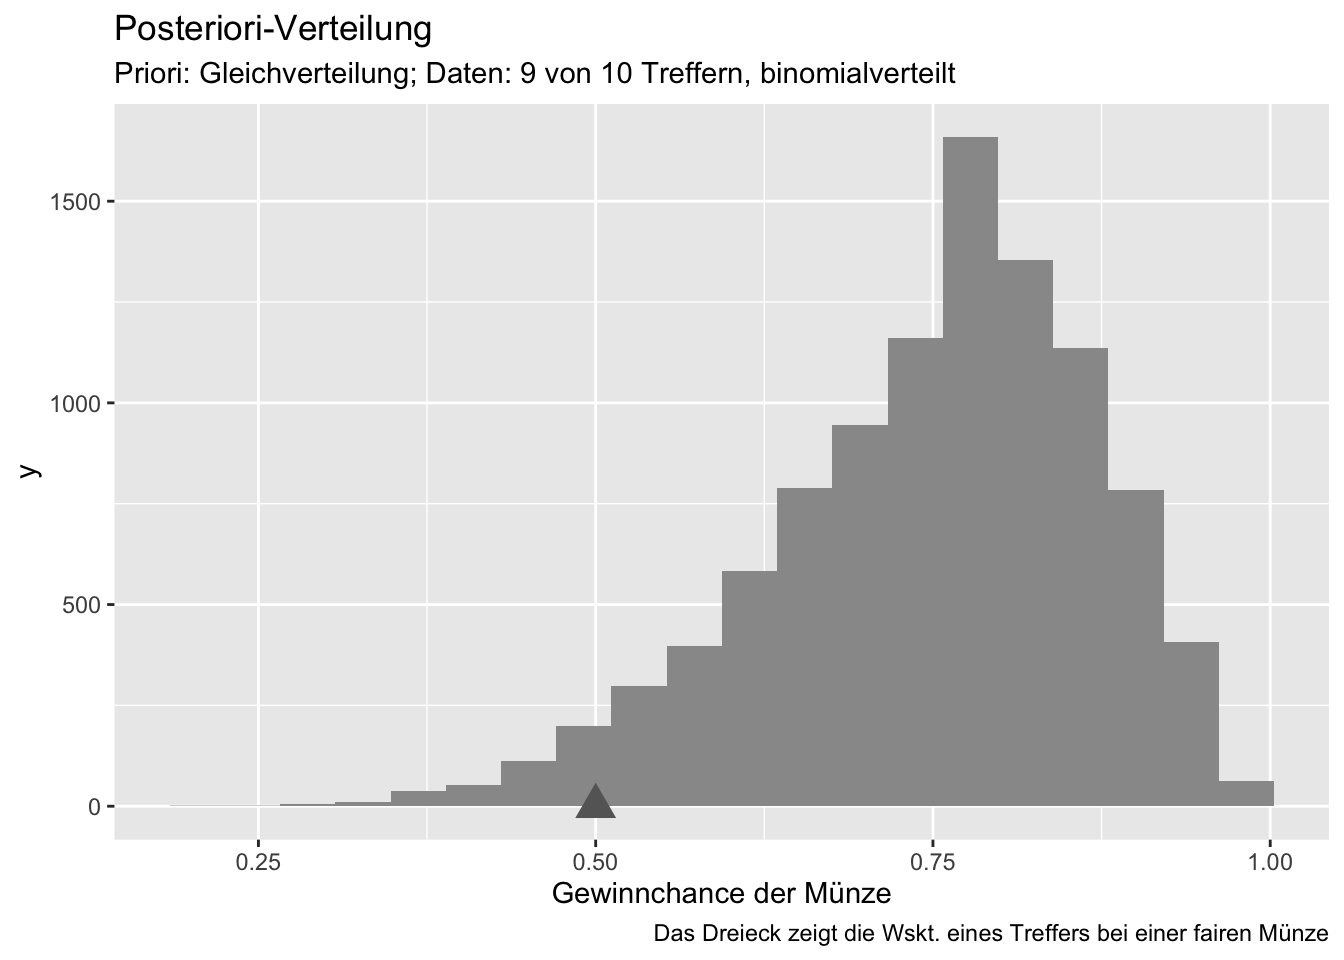 Posteriori-Verteilung
Priori: Gleichverteilung; Daten: 9 von 10 Treffern, binomialverteilt
1500
1000
500
0
y
0.25 0.50 0.75 1.00
Gewinnchance der Münze
Das Dreieck zeigt die Wskt. eines Treffers bei einer fairen Münze